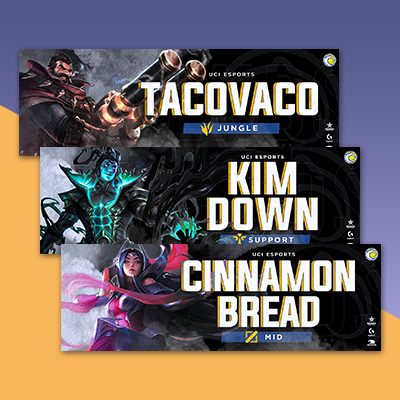 UCI ESPORTS
TACOVACO
JUNGLE
UCI ESPORTS
KIM
DOWN
SUPPORT
UCI ESPORTS
CINNAMON
BREAD
MID